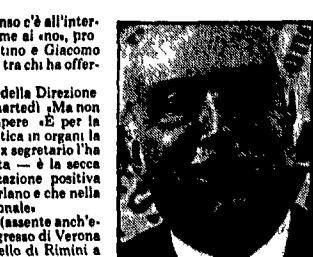 nso c'è all'inter-
me ai «no», pro
tino e Giacomo
tra chi ha offer-
della Direzione
martedì «Ma non
pere «È per la
tica in organi la
x segretario l'ha
ta — è la secca
azione positiva
rlano e che nella
onale»
(assente anch'e-
gresso di Verona
ello di Rimini a